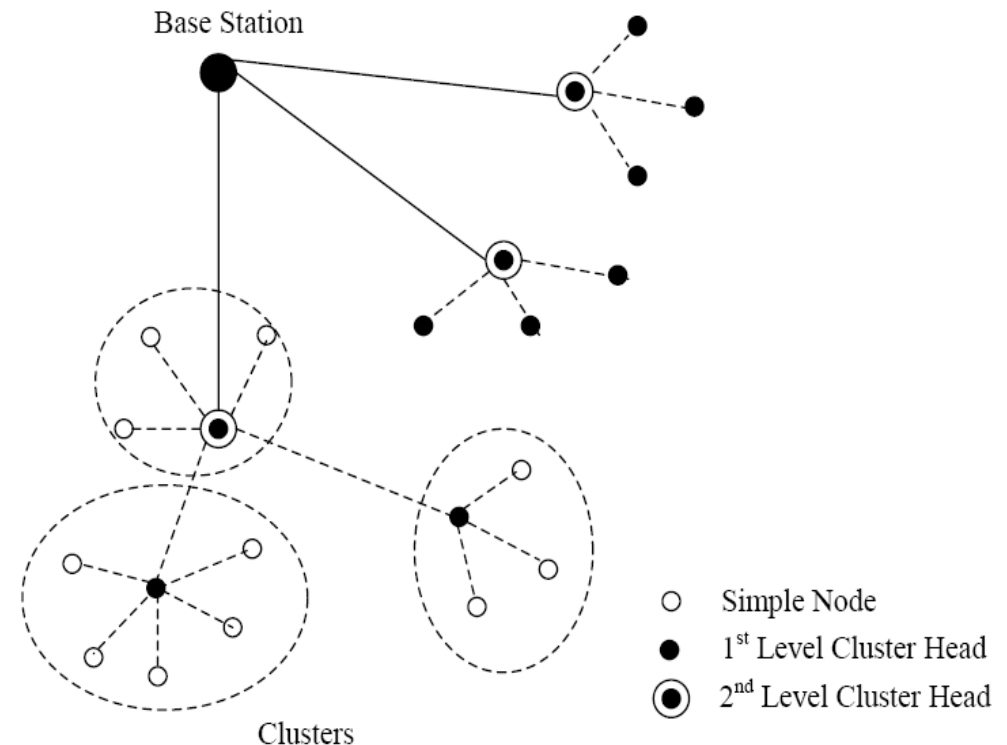 Base Station
Simple Node
1st Level Cluster Head
2nd Level Cluster Head
Clusters